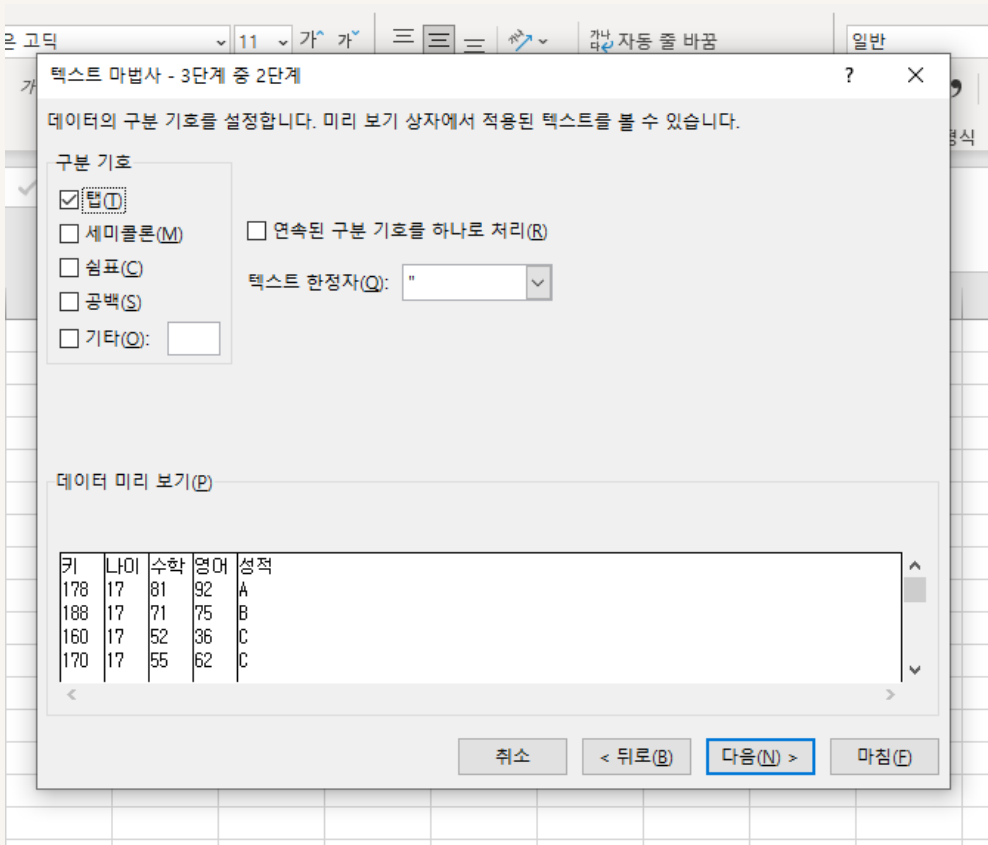 은 고딕 11 가 가 가나다 자동 줄 바꿈 일반
텍스트 마법사 - 3단계 중 2단계 ? ×
데이터의 구분 기호를 설정합니다. 미리 보기 상자에서 적용된 텍스트를 볼 수 있습니다.
구분 기호
탭(T)
세미콜론(M)
연속된 구분 기호를 하나로 처리(R)
쉼표(C)
텍스트 한정자(Q): "
공백(S)
기타(O):
데이터 미리 보기(P)
키 나이 수학 영어 성적
178 17 81 92 A
188 17 71 75 B
160 17 52 36 C
170 17 55 62 C
취소 < 뒤로(B) 다음(N) > 마침(F)